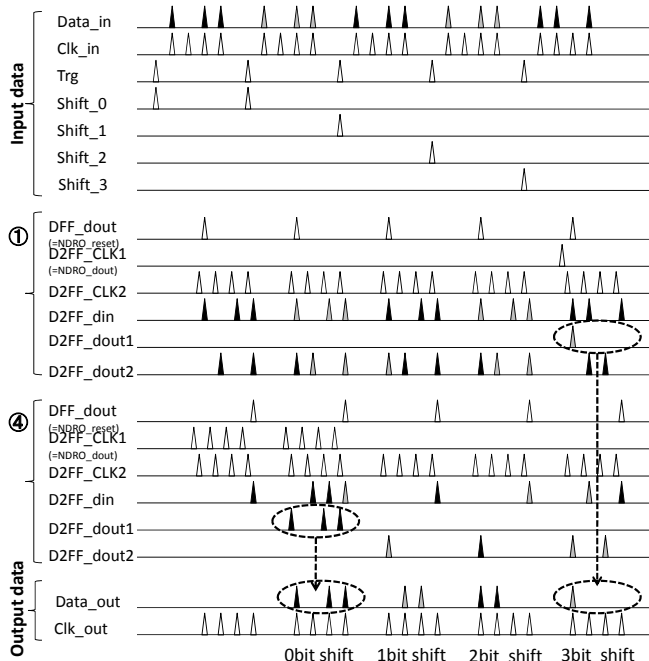 Input data
Data_in
Clk_in
Trg
Shift_0
Shift_1
Shift_2
Shift_3
①
DFF_dout
(=NDRO_reset)
D2FF_CLK1
(=NDRO_dout)
D2FF_CLK2
D2FF_din
D2FF_dout1
D2FF_dout2
④
DFF_dout
(=NDRO_reset)
D2FF_CLK1
(=NDRO_dout)
D2FF_CLK2
D2FF_din
D2FF_dout1
D2FF_dout2
Output data
Data_out
Clk_out
0bit shift 1bit shift 2bit shift 3bit shift